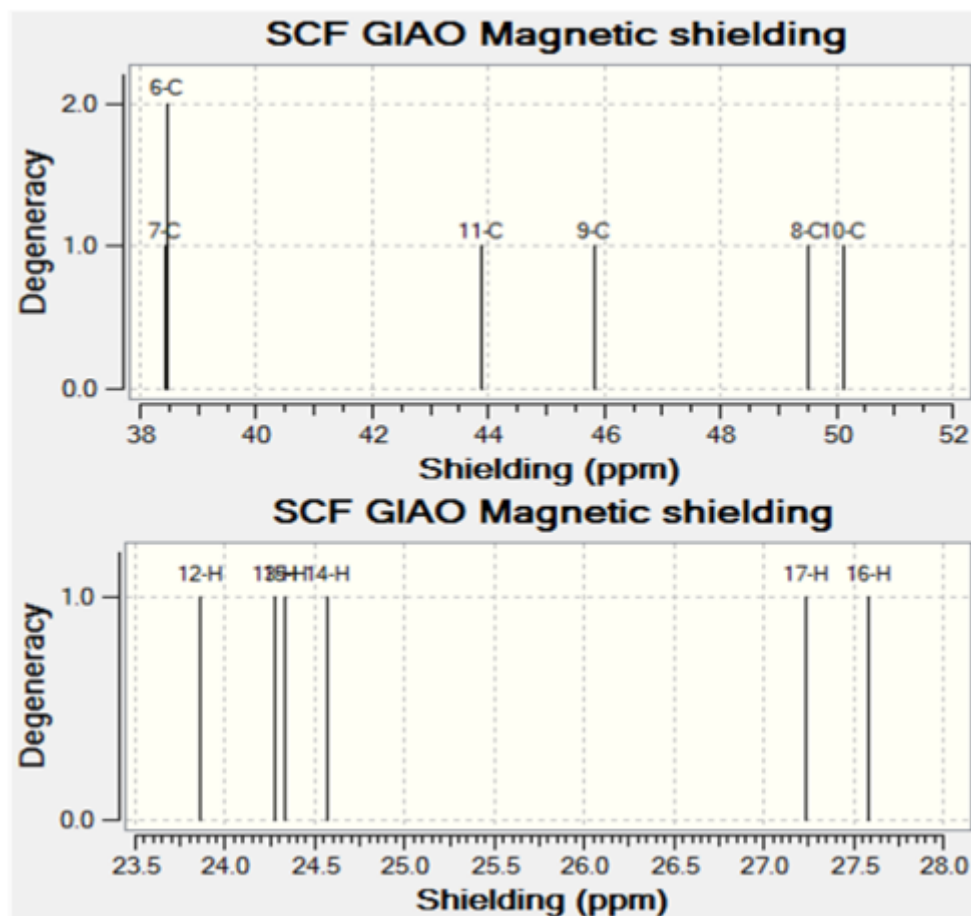 SCF GIAO Magnetic shielding
Degeneracy
2.0
1.0
0.0
6-C
7-C 11-C 9-C 8-C 10-C
38 40 42 44 46 48 50 52
Shielding (ppm)
SCF GIAO Magnetic shielding
Degeneracy
1.0
0.0
12-H 14-H 17-H 16-H
23.5 24.0 24.5 25.0 25.5 26.0 26.5 27.0 27.5 28.0
Shielding (ppm)